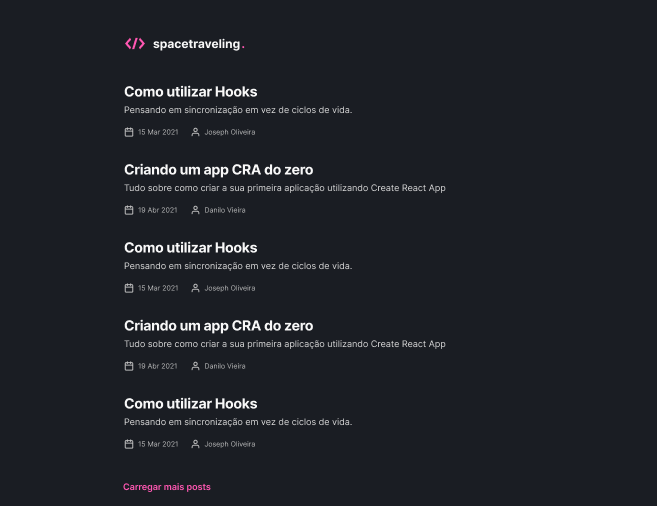 </> spacetraveling.
Como utilizar Hooks
Pensando em sincronização em vez de ciclos de vida.
15 Mar 2021 Joseph Oliveira
Criando um app CRA do zero
Tudo sobre como criar a sua primeira aplicação utilizando Create React App
19 Abr 2021 Danilo Vieira
Como utilizar Hooks
Pensando em sincronização em vez de ciclos de vida.
15 Mar 2021 Joseph Oliveira
Criando um app CRA do zero
Tudo sobre como criar a sua primeira aplicação utilizando Create React App
19 Abr 2021 Danilo Vieira
Como utilizar Hooks
Pensando em sincronização em vez de ciclos de vida.
15 Mar 2021 Joseph Oliveira
Carregar mais posts